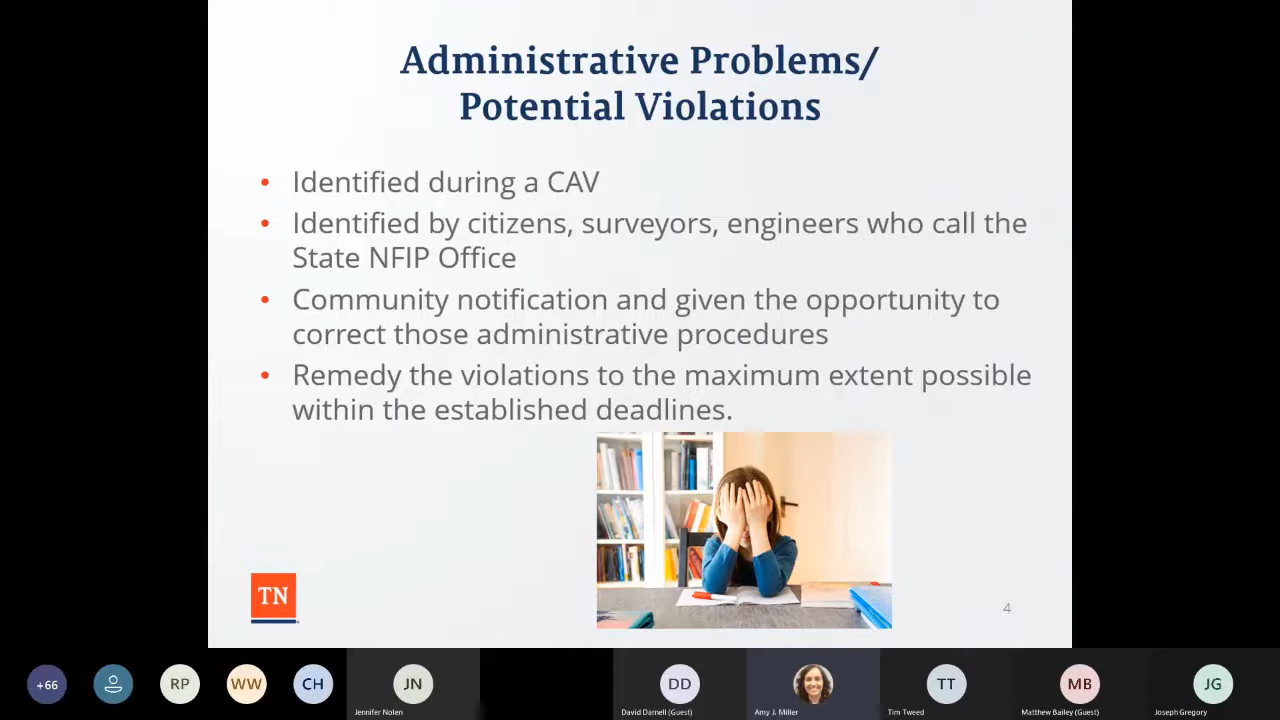 Administrative Problems/
Potential Violations
• Identified during a CAV
• Identified by citizens, surveyors, engineers who call the
State NFIP Office
• Community notification and given the opportunity to
correct those administrative procedures
• Remedy the violations to the maximum extent possible
within the established deadlines.
TN
4
+66
RP
WW
CH
JN
DD
TT
MB
JG
Jennifer Nolen
David Darnell (Guest)
Amy J. Miller
Tim Tweed
Matthew Bailey (Guest)
Joseph Gregory